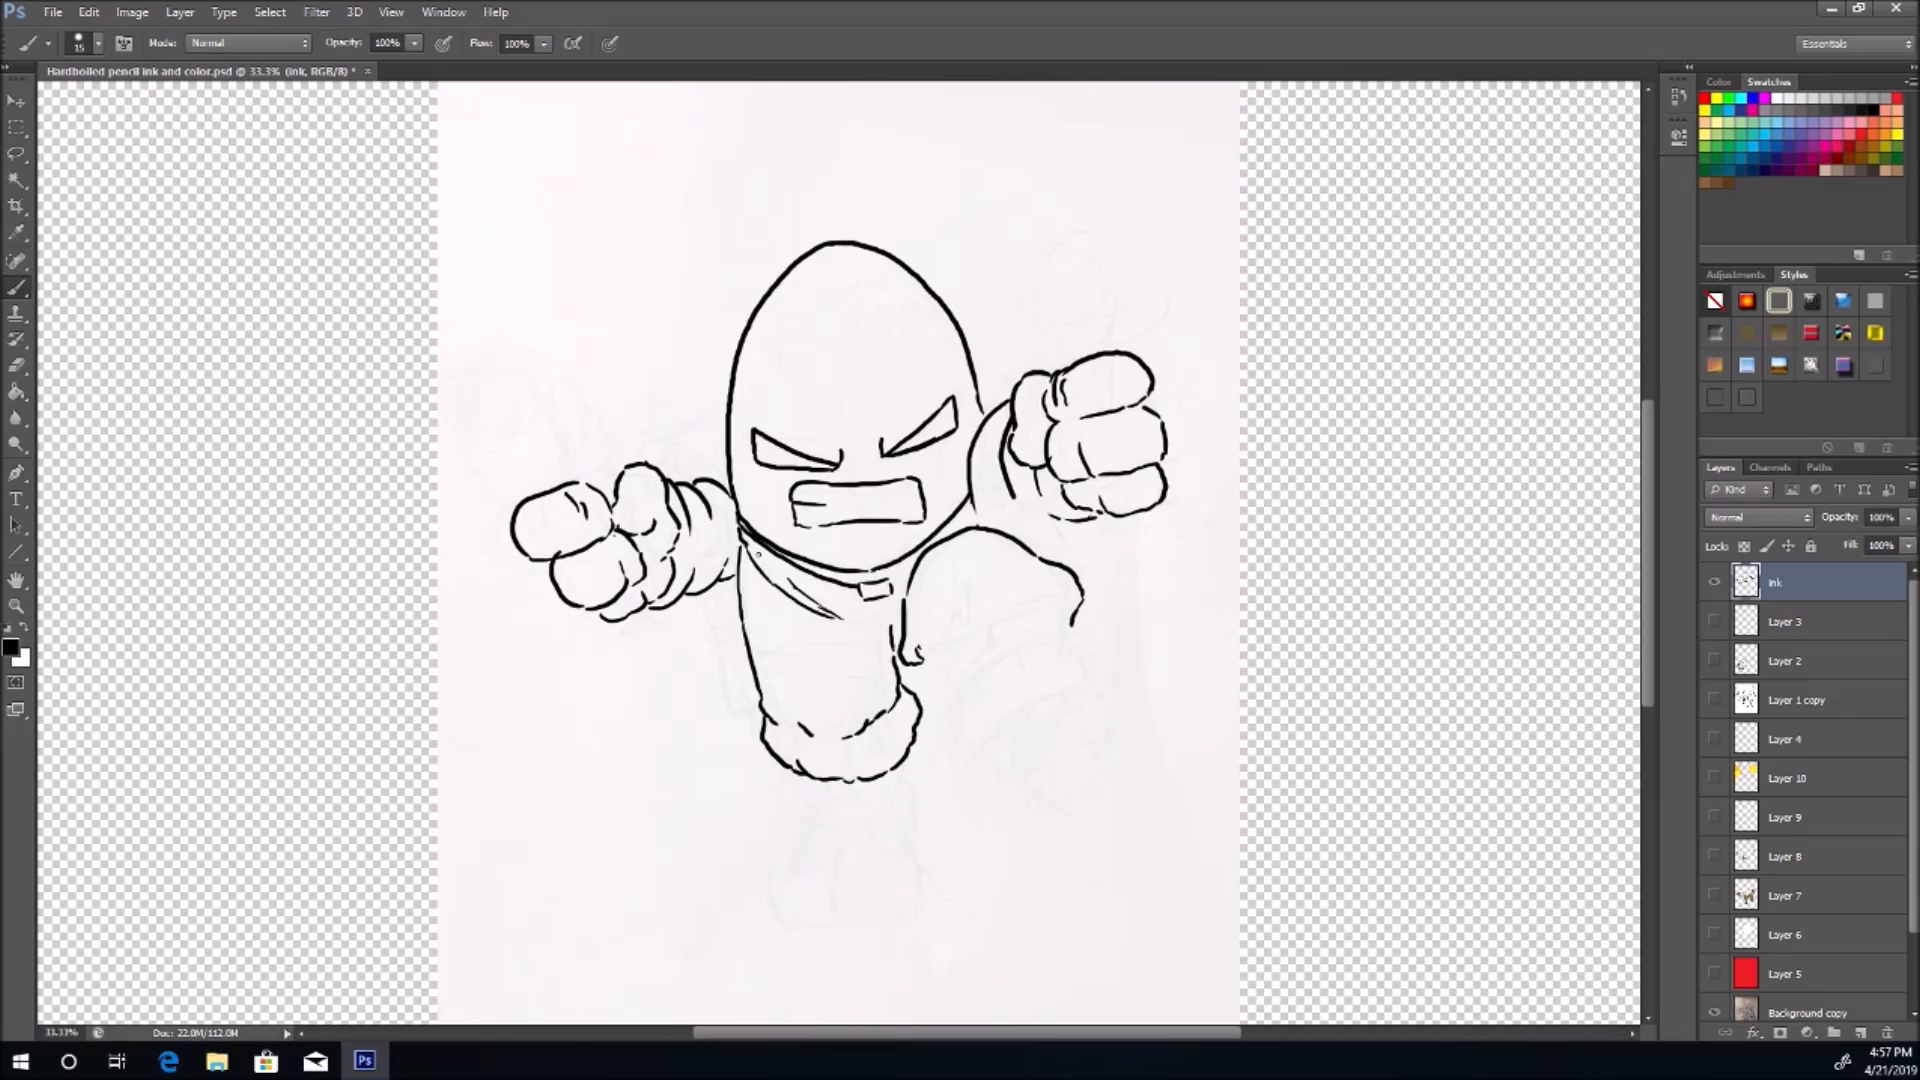 Ps File Edit Image Layer Type Select Filter 3D View Window Help
15 Mode: Normal Opacity: 100% Flow: 100% Essentials
Hardboiled pencil ink and color.psd @ 33.3% (ink, RGB/8) * ×
Color Swatches
Adjustments Styles
Layers Channels Paths
Kind
Normal Opacity: 100%
Lock: Fill: 100%
ink
Layer 3
Layer 2
Layer 1 copy
Layer 4
Layer 10
Layer 9
Layer 8
Layer 7
Layer 6
Layer 5
Background copy
33.33% Doc: 22.0M/112.0M
Ps 4:57 PM
4/21/2019